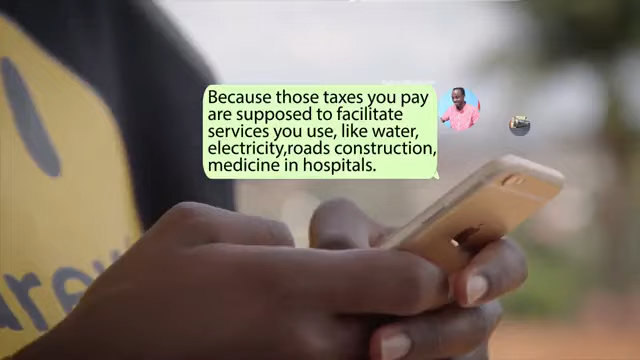 Because those taxes you pay
are supposed to facilitate
services you use, like water,
electricity,roads construction,
medicine in hospitals.